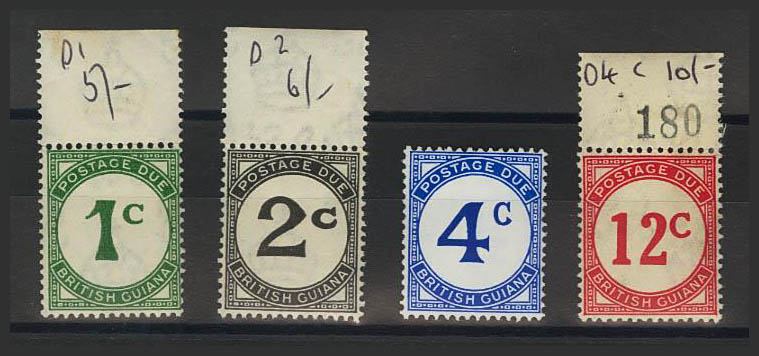 D1
5/-
POSTAGE DUE
1c
BRITISH GUIANA
D2
6/-
POSTAGE DUE
2c
BRITISH GUIANA
POSTAGE DUE
4c
BRITISH GUIANA
D4 c 10/-
180
POSTAGE DUE
12c
BRITISH GUIANA